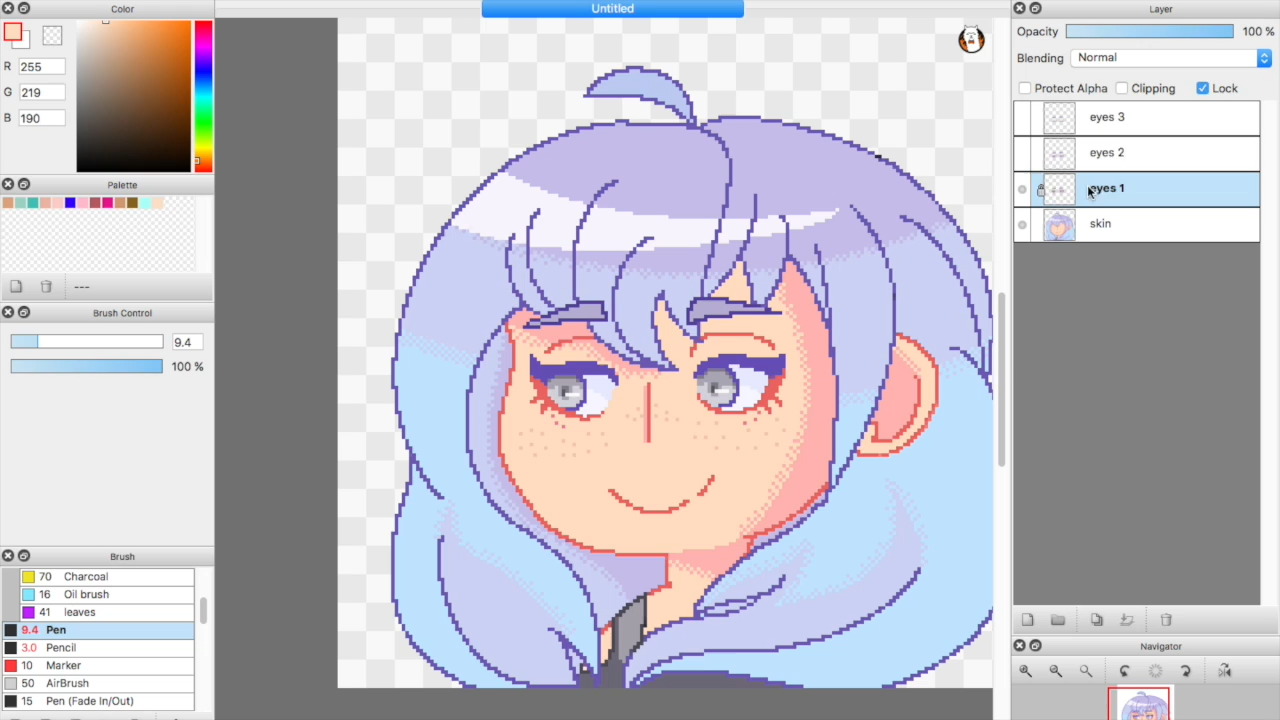 Color
R 255
G 219
B 190
Palette
---
Brush Control
9.4
100 %
Brush
70 Charcoal
16 Oil brush
41 leaves
9.4 Pen
3.0 Pencil
10 Marker
50 AirBrush
15 Pen (Fade In/Out)
Untitled
Layer
Opacity 100 %
Blending Normal
Protect Alpha Clipping Lock
eyes 3
eyes 2
eyes 1
skin
Navigator